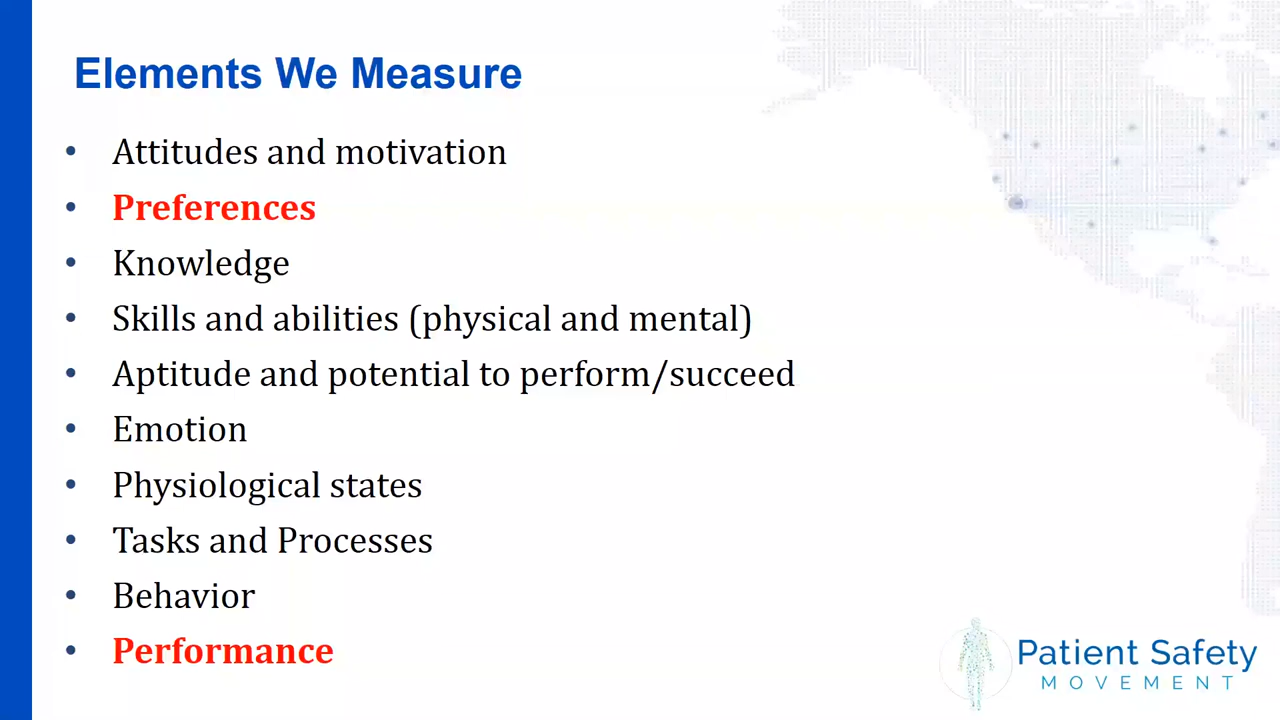 Elements We Measure
• Attitudes and motivation
• Preferences
• Knowledge
• Skills and abilities (physical and mental)
• Aptitude and potential to perform/succeed
• Emotion
• Physiological states
• Tasks and Processes
• Behavior
• Performance
Patient Safety
MOVEMENT